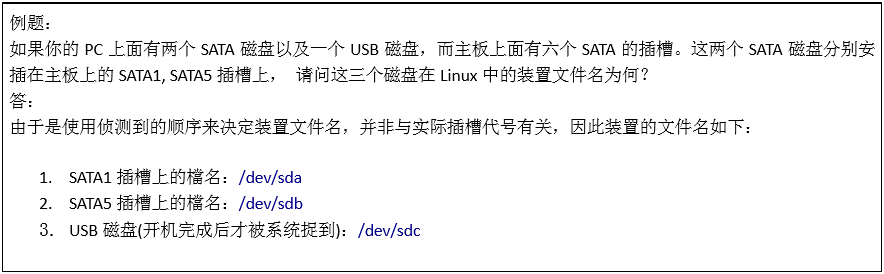 例题：
如果你的 PC 上面有两个 SATA 磁盘以及一个 USB 磁盘，而主板上面有六个 SATA 的插槽。这两个 SATA 磁盘分别安
插在主板上的 SATA1, SATA5 插槽上， 请问这三个磁盘在 Linux 中的装置文件名为何？
答：
由于是使用侦测到的顺序来决定装置文件名，并非与实际插槽代号有关，因此装置的文件名如下：
1. SATA1 插槽上的檔名：/dev/sda
2. SATA5 插槽上的檔名：/dev/sdb
3. USB 磁盘(开机完成后才被系统捉到)：/dev/sdc